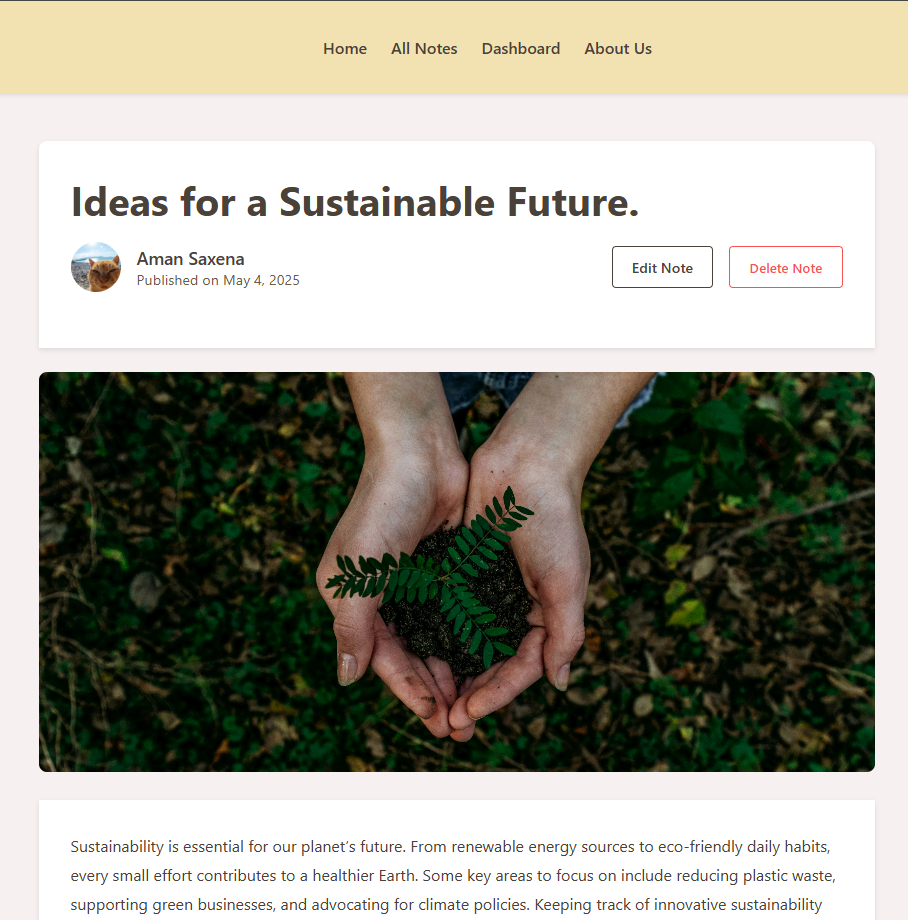 Home All Notes Dashboard About Us
Ideas for a Sustainable Future.
Aman Saxena
Published on May 4, 2025
Edit Note Delete Note
Sustainability is essential for our planet’s future. From renewable energy sources to eco-friendly daily habits,
every small effort contributes to a healthier Earth. Some key areas to focus on include reducing plastic waste,
supporting green businesses, and advocating for climate policies. Keeping track of innovative sustainability